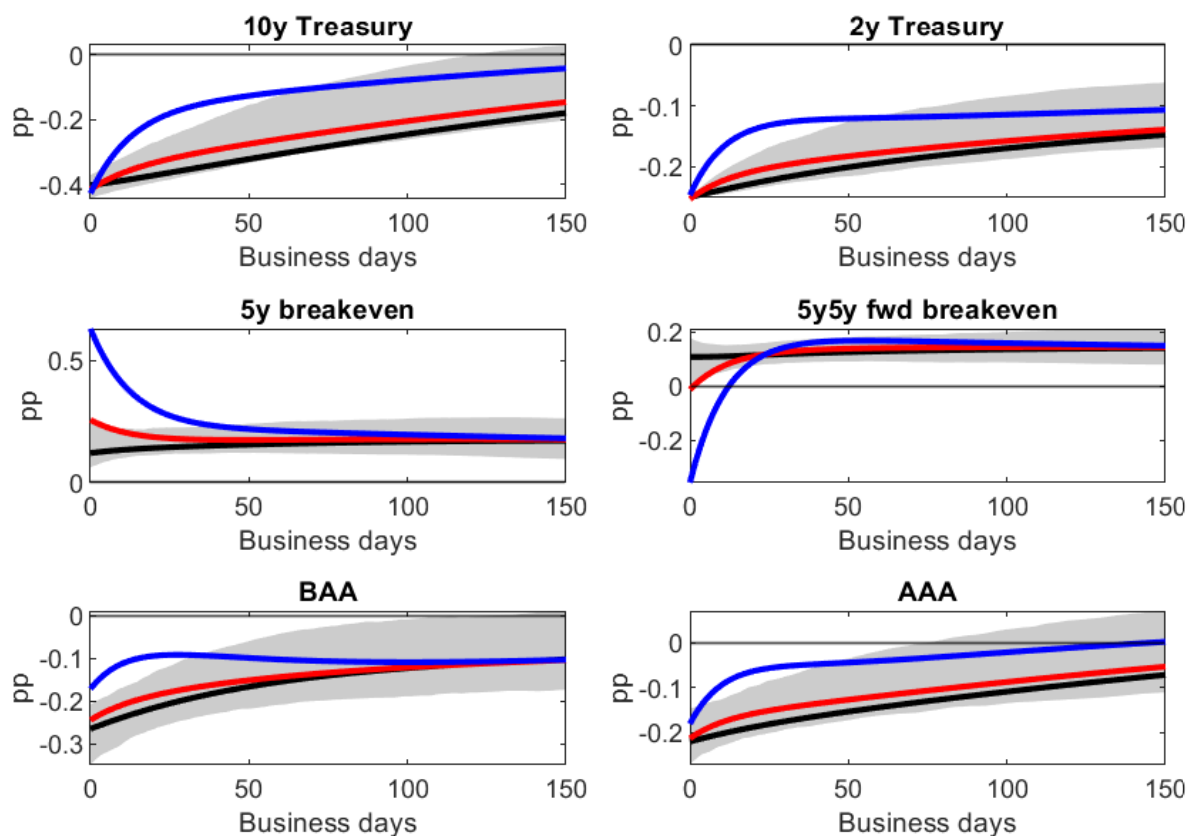 10y Treasury
0
-0.2
-0.4
pp
0 50 100 150
Business days
2y Treasury
0
-0.1
-0.2
pp
0 50 100 150
Business days
5y breakeven
0.5
0
pp
0 50 100 150
Business days
5y5y fwd breakeven
0.2
0
-0.2
pp
0 50 100 150
Business days
BAA
0
-0.1
-0.2
-0.3
pp
0 50 100 150
Business days
AAA
0
-0.1
-0.2
pp
0 50 100 150
Business days